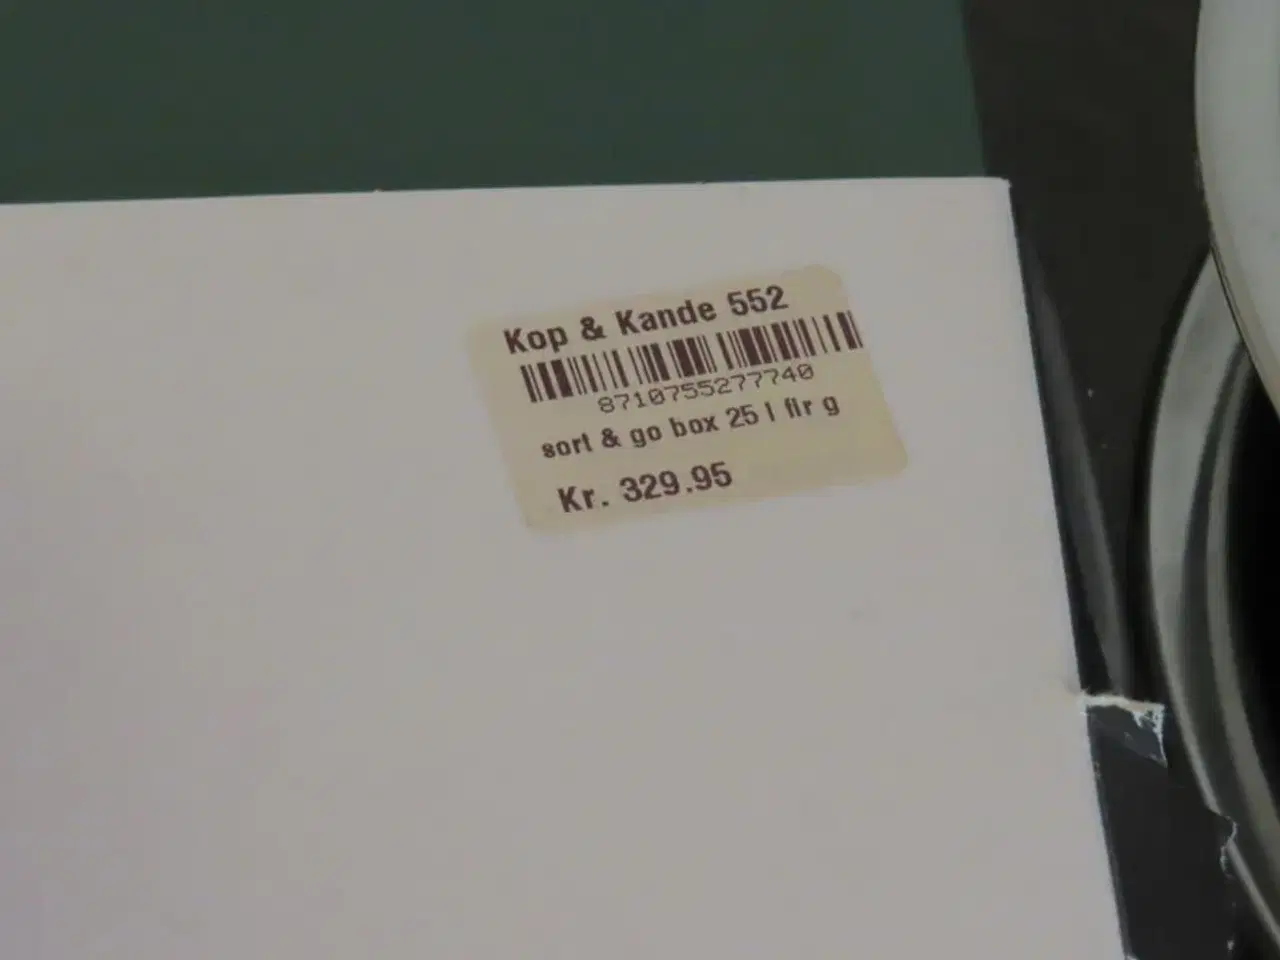 Kop & Kande 552
8710755277740
sort & go box 25 l fir g
Kr. 329.95